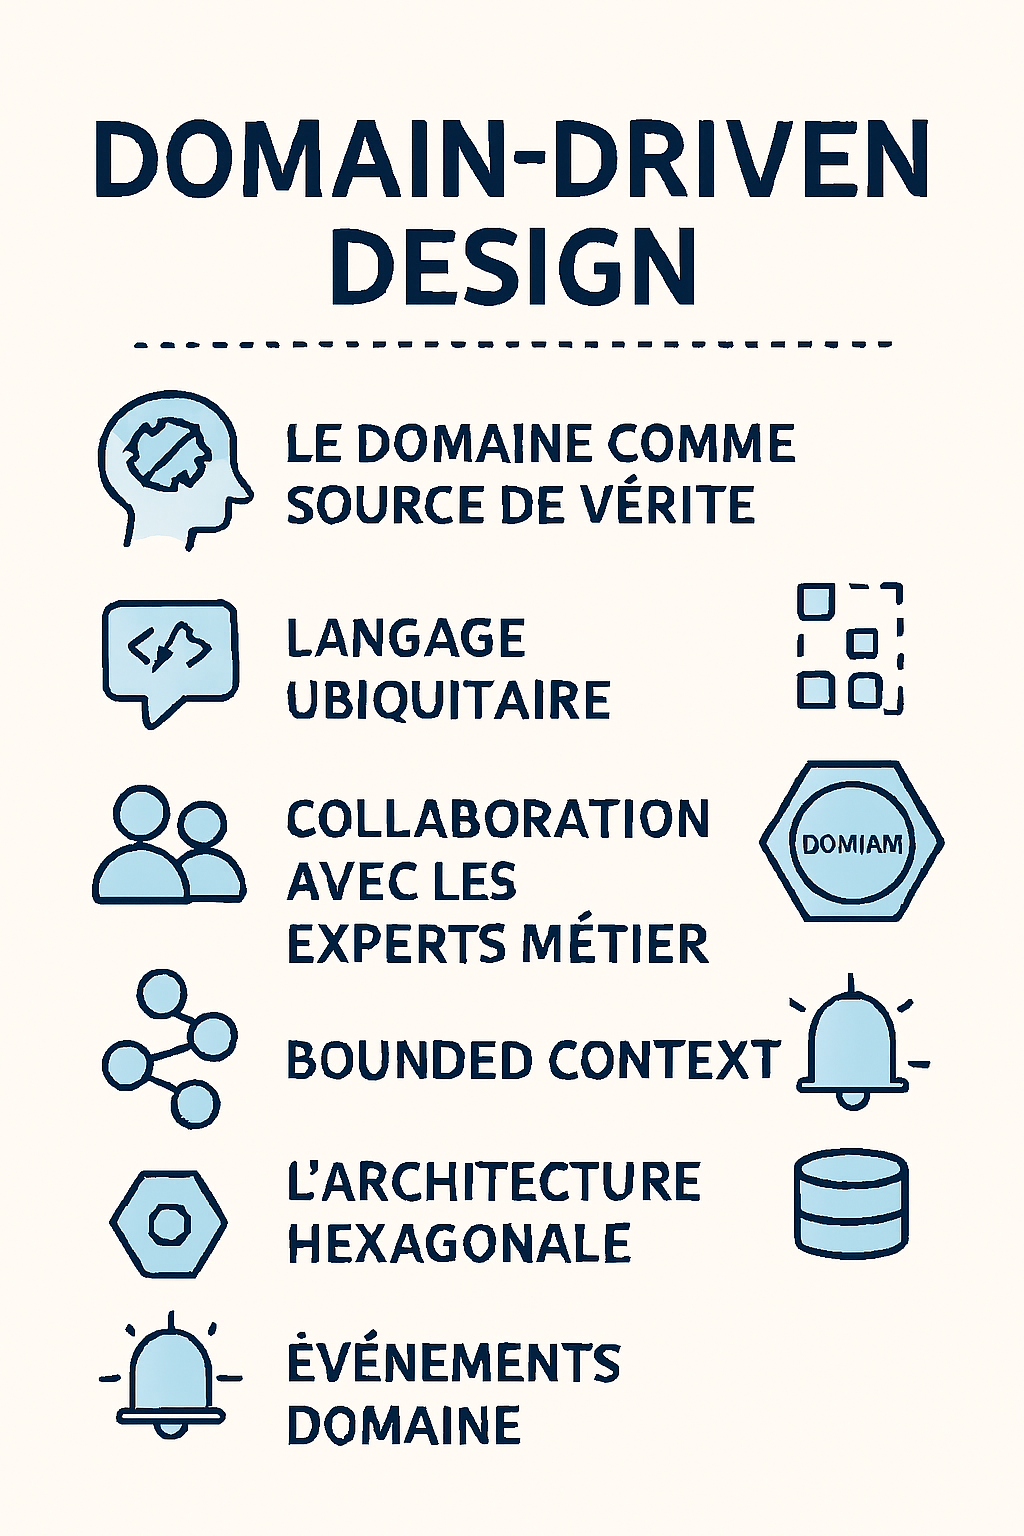 DOMAIN-DRIVEN
DESIGN
LE DOMAINE COMME
SOURCE DE VÉRITE
LANGAGE
UBIQUITAIRE
COLLABORATION
AVEC LES
EXPERTS MÉTIER
DOMIAM
BOUNDED CONTEXT
L'ARCHITECTURE
HEXAGONALE
ĖVÉNEMENTS
DOMAINE